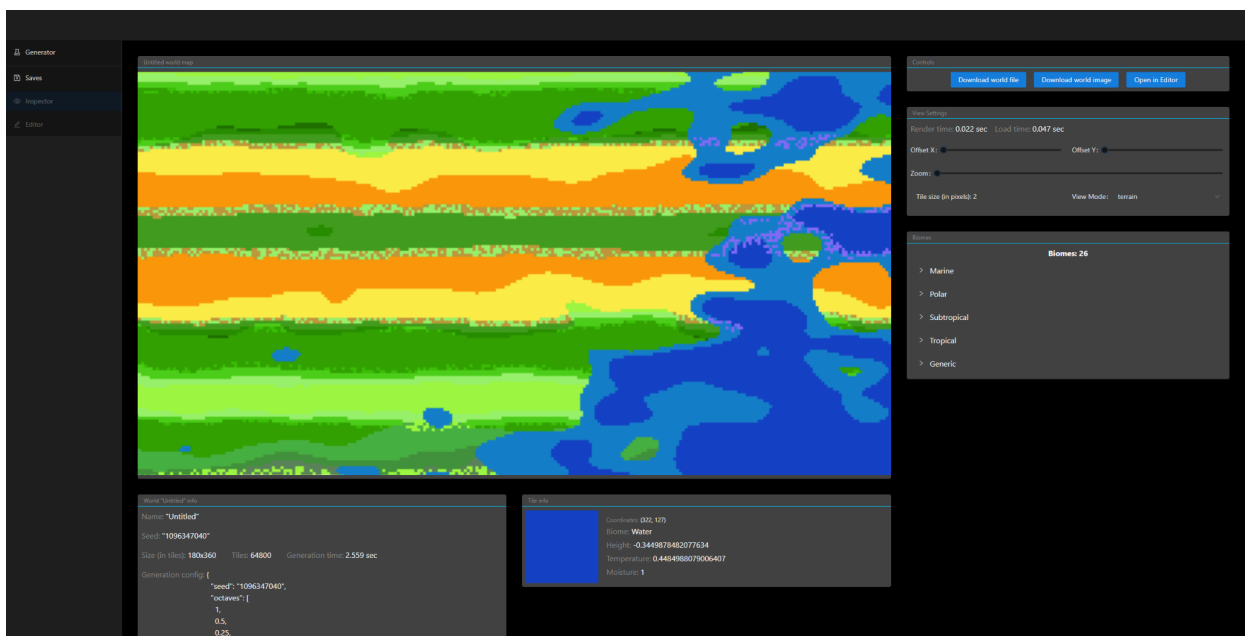 Generator
Saves
Inspector
Editor
Untitled world map
Controls
Download world file
Download world image
Open in Editor
View Settings
Render time: 0.022 sec Load time: 0.047 sec
Offset X: Offset Y:
Zoom:
Tile size (in pixels): 2 View Mode: terrain
Biomes
Biomes: 26
Marine
Polar
Subtropical
Tropical
Generic
World "Untitled" info
Name: "Untitled"
Seed: "1096347040"
Size (in tiles): 180x360 Tiles: 64800 Generation time: 2.559 sec
Generation config: {
"seed": "1096347040",
"octaves": [
1,
0.5,
0.25,
Tile info
Coordinates: (322, 127)
Biome: Water
Height: -0.3449878482077634
Temperature: 0.4484988079006407
Moisture: 1